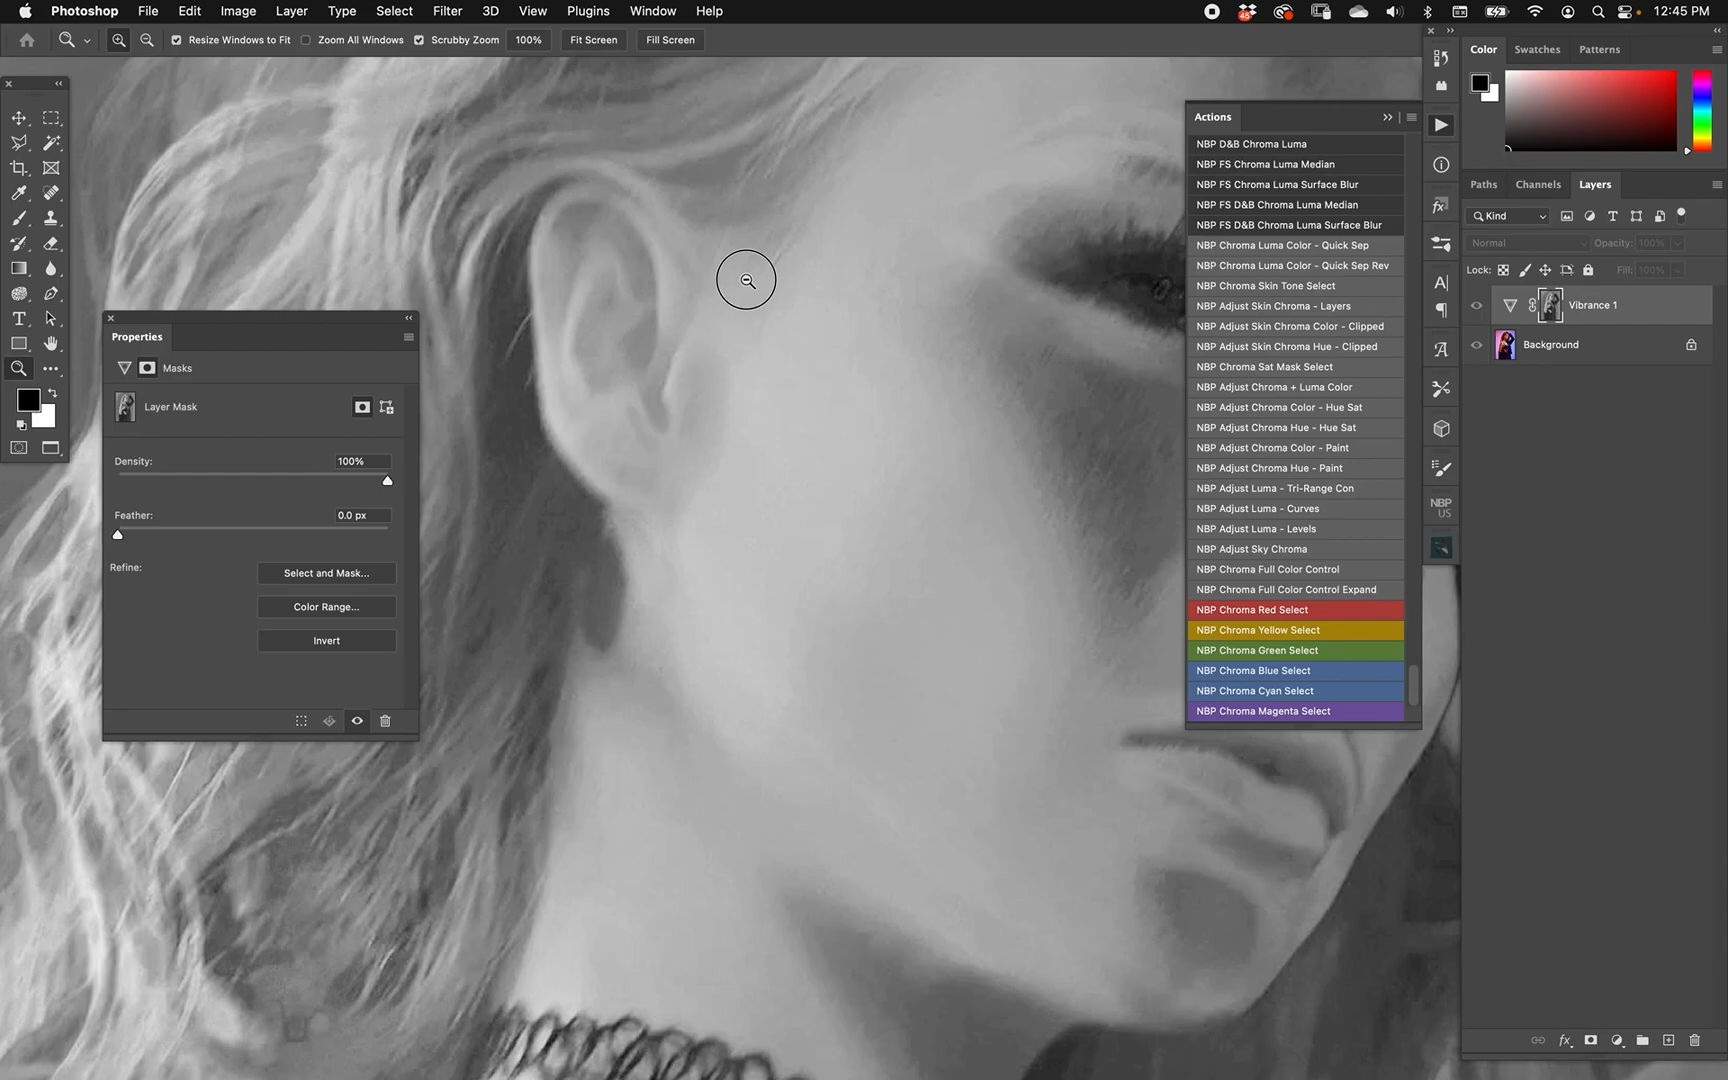 Photoshop File Edit Image Layer Type Select Filter 3D View Plugins Window Help
45
12:45 PM
Resize Windows to Fit Zoom All Windows Scrubby Zoom 100% Fit Screen Fill Screen
Color Swatches Patterns
Actions
NBP D&B Chroma Luma
NBP FS Chroma Luma Median
NBP FS Chroma Luma Surface Blur
NBP FS D&B Chroma Luma Median
NBP FS D&B Chroma Luma Surface Blur
NBP Chroma Luma Color - Quick Sep
NBP Chroma Luma Color - Quick Sep Rev
NBP Chroma Skin Tone Select
NBP Adjust Skin Chroma - Layers
NBP Adjust Skin Chroma Color - Clipped
NBP Adjust Skin Chroma Hue - Clipped
NBP Chroma Sat Mask Select
NBP Adjust Chroma + Luma Color
NBP Adjust Chroma Color - Hue Sat
NBP Adjust Chroma Hue - Hue Sat
NBP Adjust Chroma Color - Paint
NBP Adjust Chroma Hue - Paint
NBP Adjust Luma - Tri-Range Con
NBP Adjust Luma - Curves
NBP Adjust Luma - Levels
NBP Adjust Sky Chroma
NBP Chroma Full Color Control
NBP Chroma Full Color Control Expand
NBP Chroma Red Select
NBP Chroma Yellow Select
NBP Chroma Green Select
NBP Chroma Blue Select
NBP Chroma Cyan Select
NBP Chroma Magenta Select
NBP
US
Paths Channels Layers
Kind
Normal Opacity: 100%
Lock: Fill: 100%
Vibrance 1
Background
Properties
Masks
Layer Mask
Density: 100%
Feather: 0.0 px
Refine: Select and Mask...
Color Range...
Invert